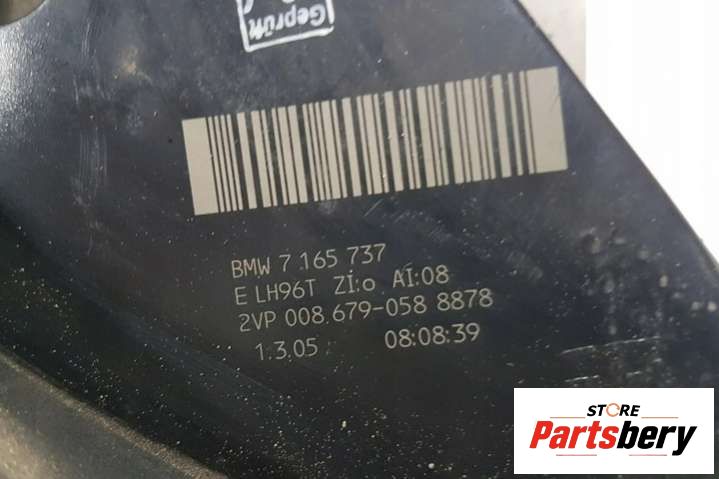 Geprüft
BMW 7 165 737
E LH96T Zİ:o Aİ:08
2VP 008 679-058 8878
1.3.05 08:08:39
STORE
Partsbery